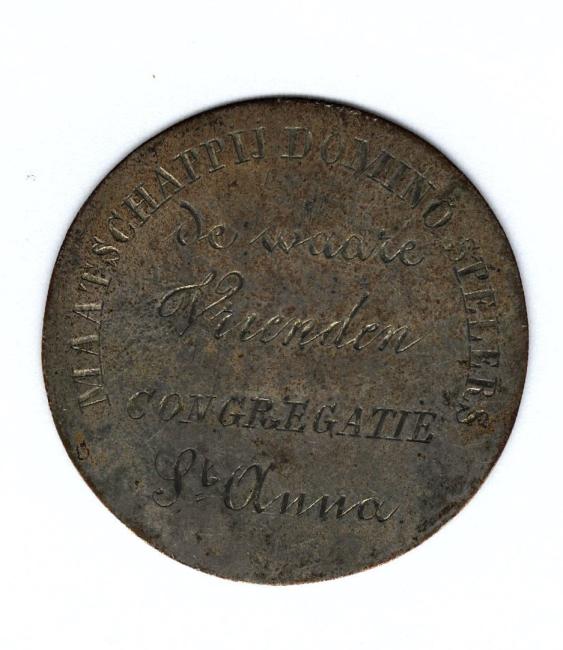 MAATSCHAPPIJ DOMINO SPELERS
de waare
Vrienden
CONGREGATIE
St Anna